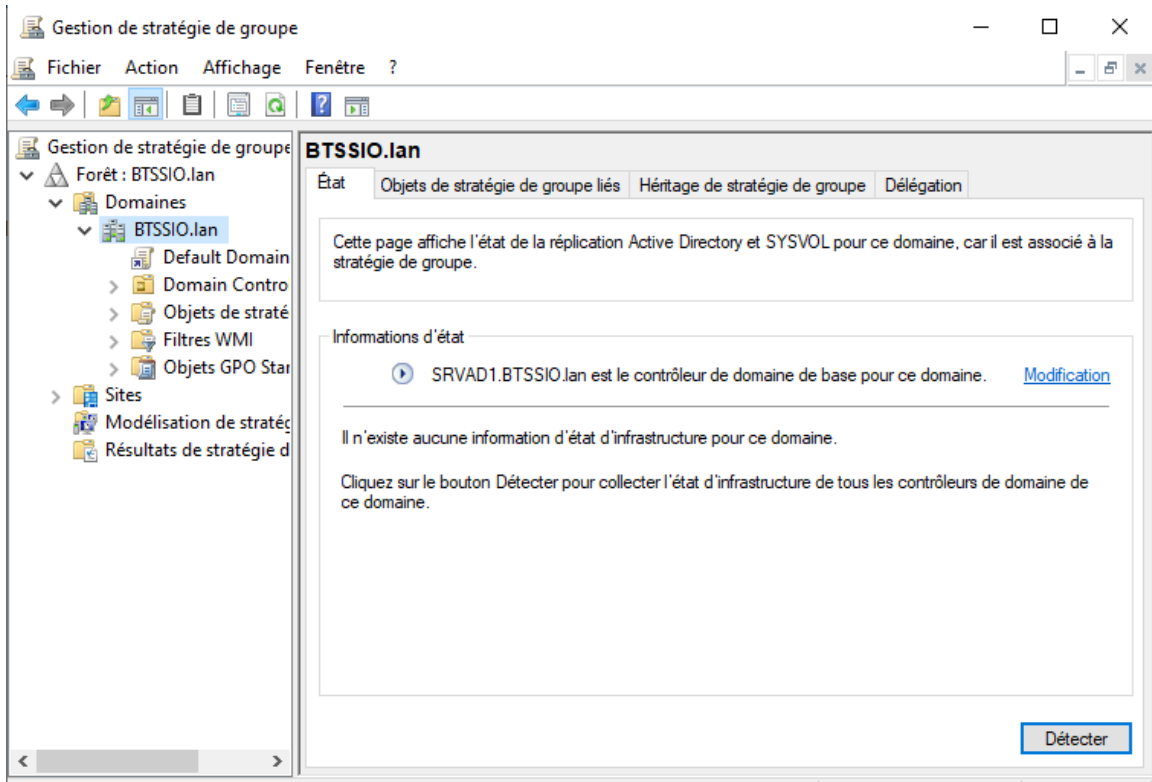 Gestion de stratégie de groupe
Fichier Action Affichage Fenêtre ?
Gestion de stratégie de groupe
Forêt : BTSSIO.lan
Domaines
BTSSIO.lan
Default Domain
Domain Contro
Objets de straté
Filtres WMI
Objets GPO Star
Sites
Modélisation de stratég
Résultats de stratégie d
BTSSIO.lan
État Objets de stratégie de groupe liés Héritage de stratégie de groupe Délégation
Cette page affiche l'état de la réplication Active Directory et SYSVOL pour ce domaine, car il est associé à la
stratégie de groupe.
Informations d'état
SRVAD1.BTSSIO.lan est le contrôleur de domaine de base pour ce domaine. Modification
Il n'existe aucune information d'état d'infrastructure pour ce domaine.
Cliquez sur le bouton Détecter pour collecter l'état d'infrastructure de tous les contrôleurs de domaine de
ce domaine.
Détecter